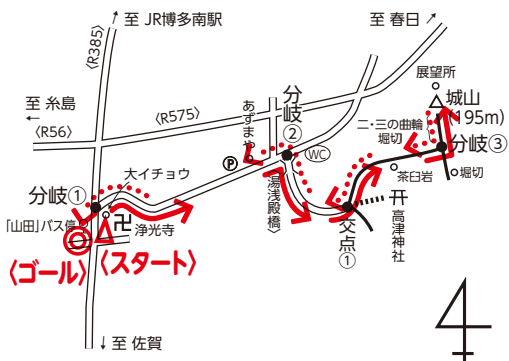 至 JR博多南駅
至 春日
〈R385〉
展望所
至 糸島
城山
(195m)
〈R575〉
〈R56〉
あずまや
分岐
②
二・三の曲輪
堀切
WC
分岐③
P
大イチョウ
茶臼岩
堀切
分岐①
湯浅殿橋〉
「山田」バス停
卍
浄光寺
高津神社
交点
①
〈ゴール〉
〈スタート〉
至 佐賀